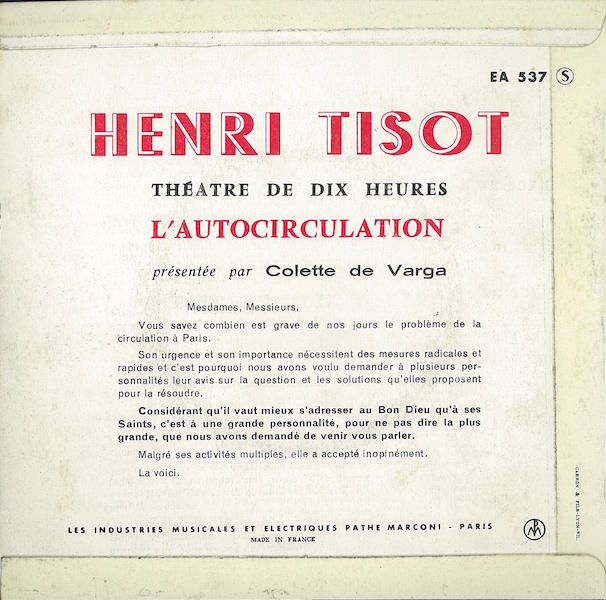 EA 537 S
HENRI TISOT
THÉATRE DE DIX HEURES
L'AUTOCIRCULATION
présentée par Colette de Varga
Mesdames, Messieurs,
Vous savez combien est grave de nos jours le problème de la
circulation à Paris.
Son urgence et son importance nécessitent des mesures radicales et
rapides et c'est pourquoi nous avons voulu demander à plusieurs per-
sonnalités leur avis sur la question et les solutions qu'elles proposent
pour la résoudre.
Considérant qu'il vaut mieux s'adresser au Bon Dieu qu'à ses
Saints, c'est à une grande personnalité, pour ne pas dire la plus
grande, que nous avons demandé de venir vous parler.
Malgré ses activités multiples, elle a accepté inopinément.
La voici.
LES INDUSTRIES MUSICALES ET ELECTRIQUES PATHE MARCONI - PARIS
MADE IN FRANCE